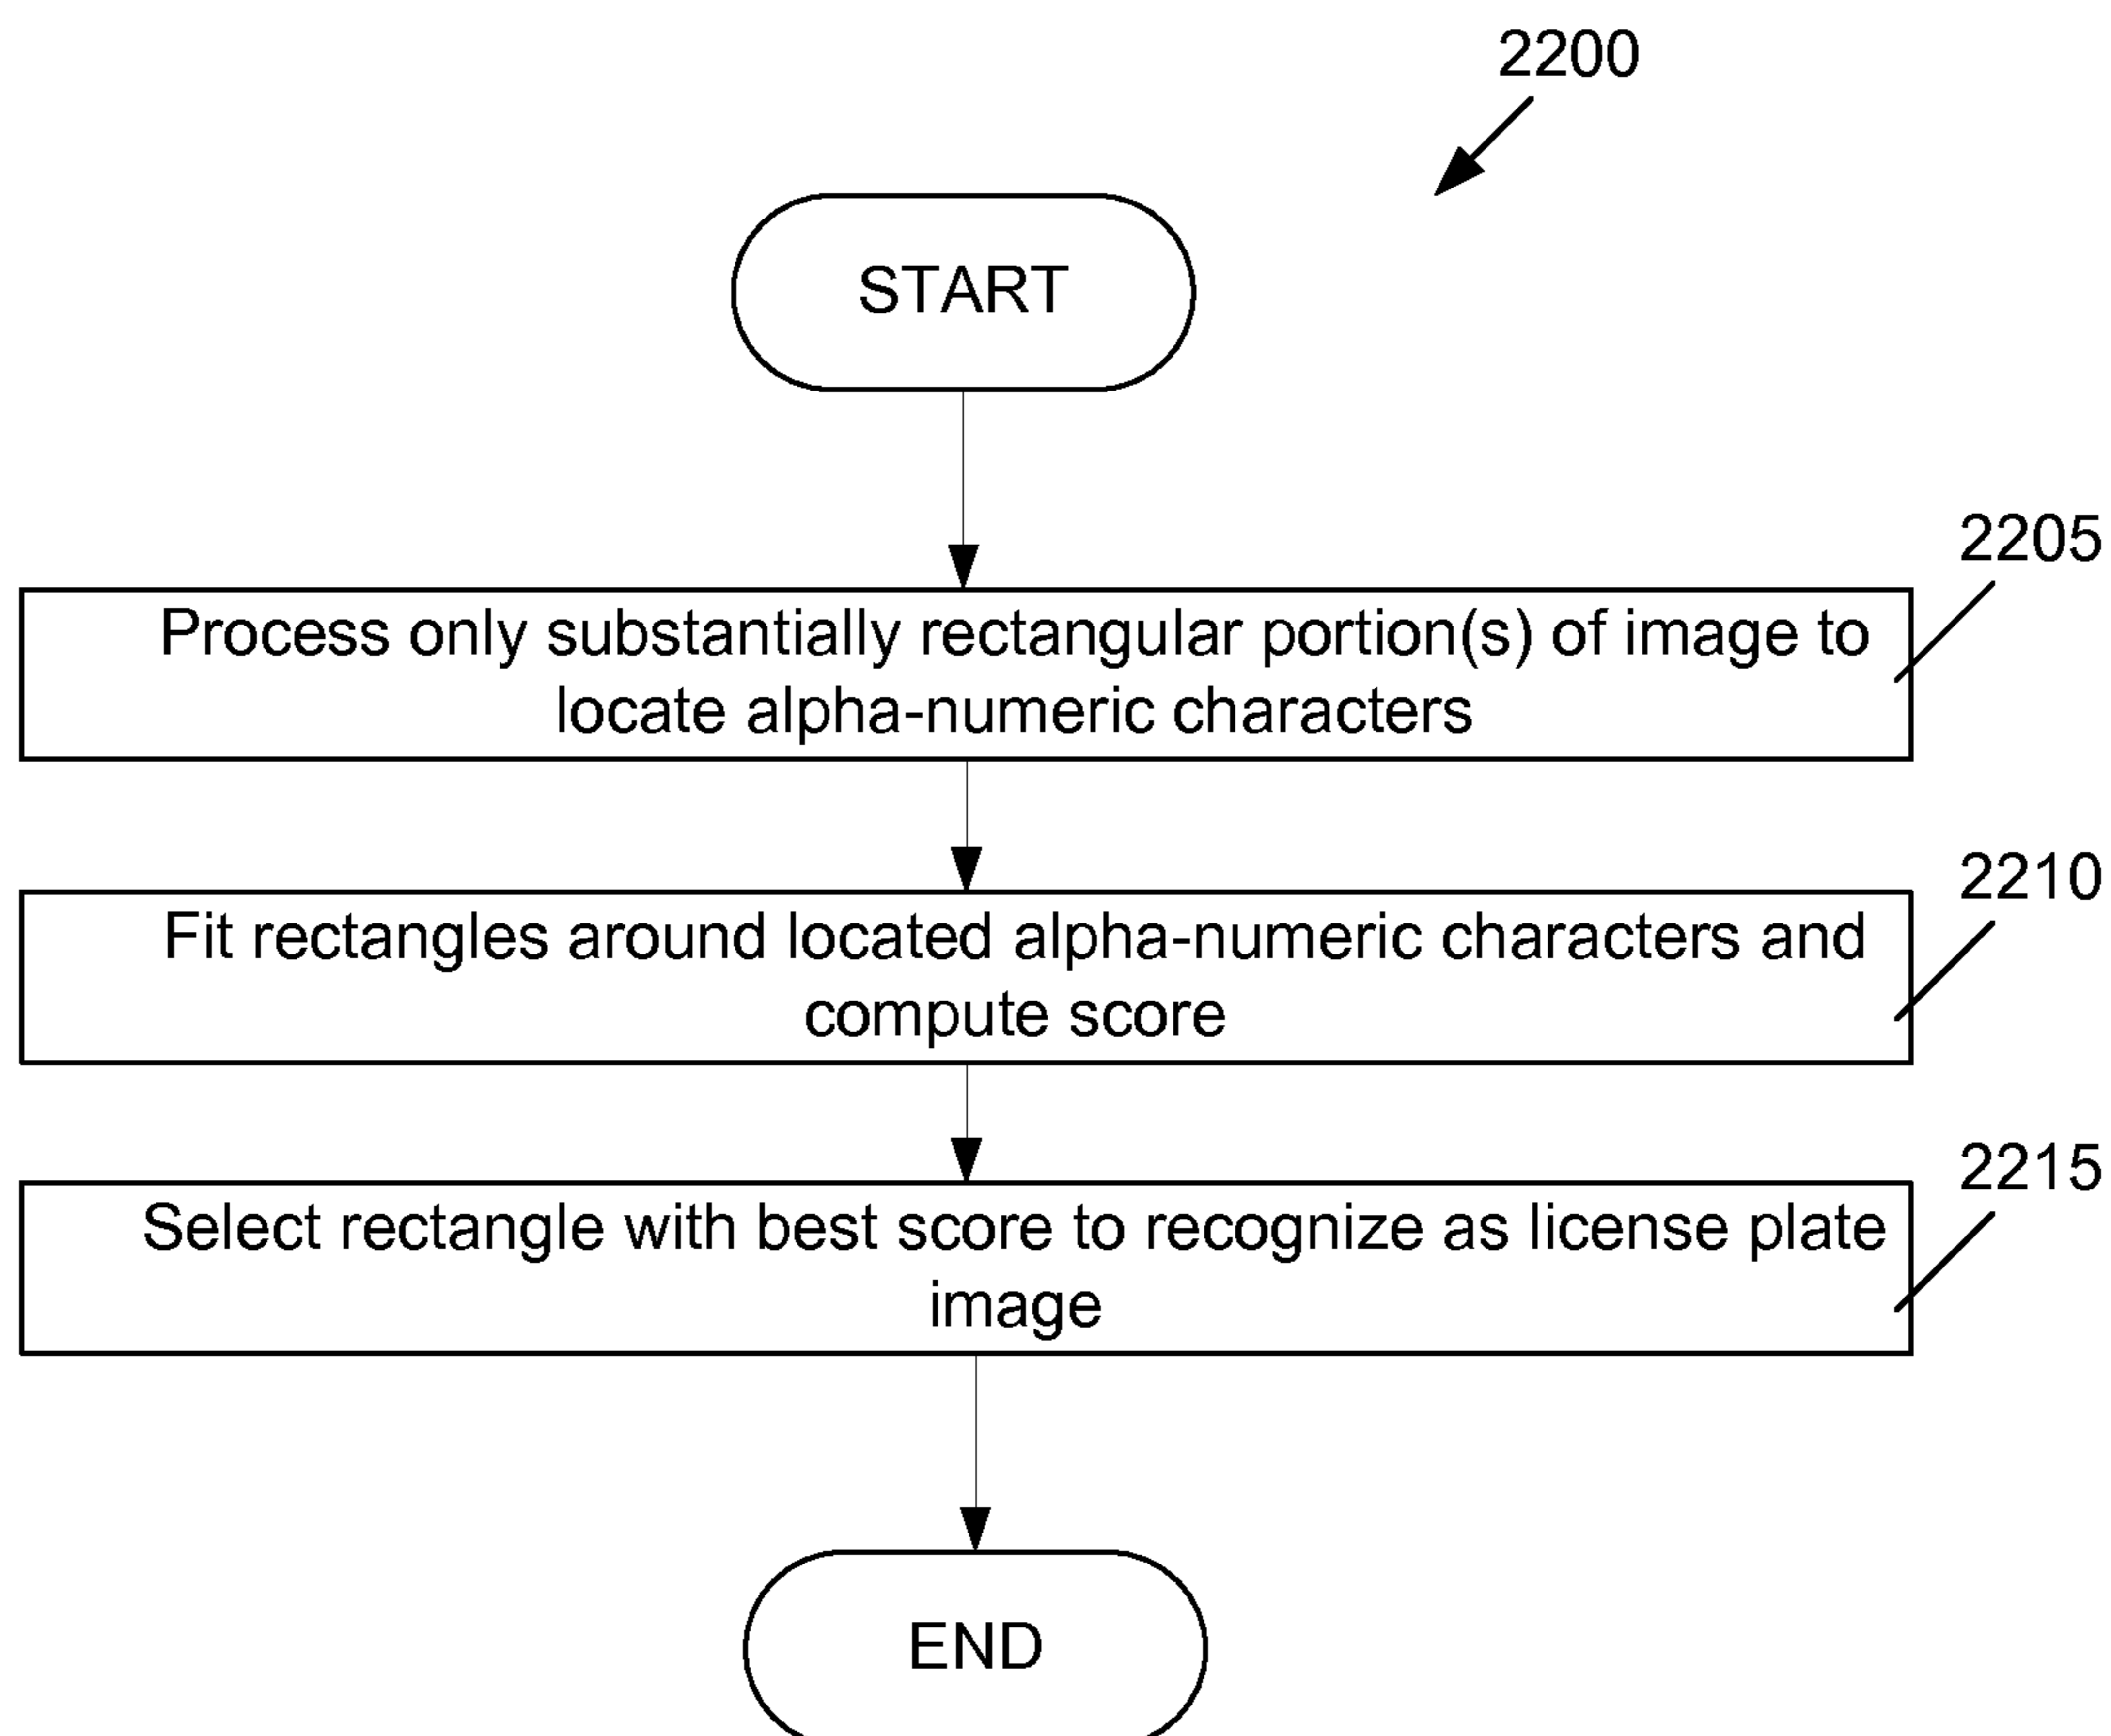 2200
START
2205
Process only substantially rectangular portion(s) of image to
locate alpha-numeric characters
2210
Fit rectangles around located alpha-numeric characters and
compute score
2215
Select rectangle with best score to recognize as license plate
image
END